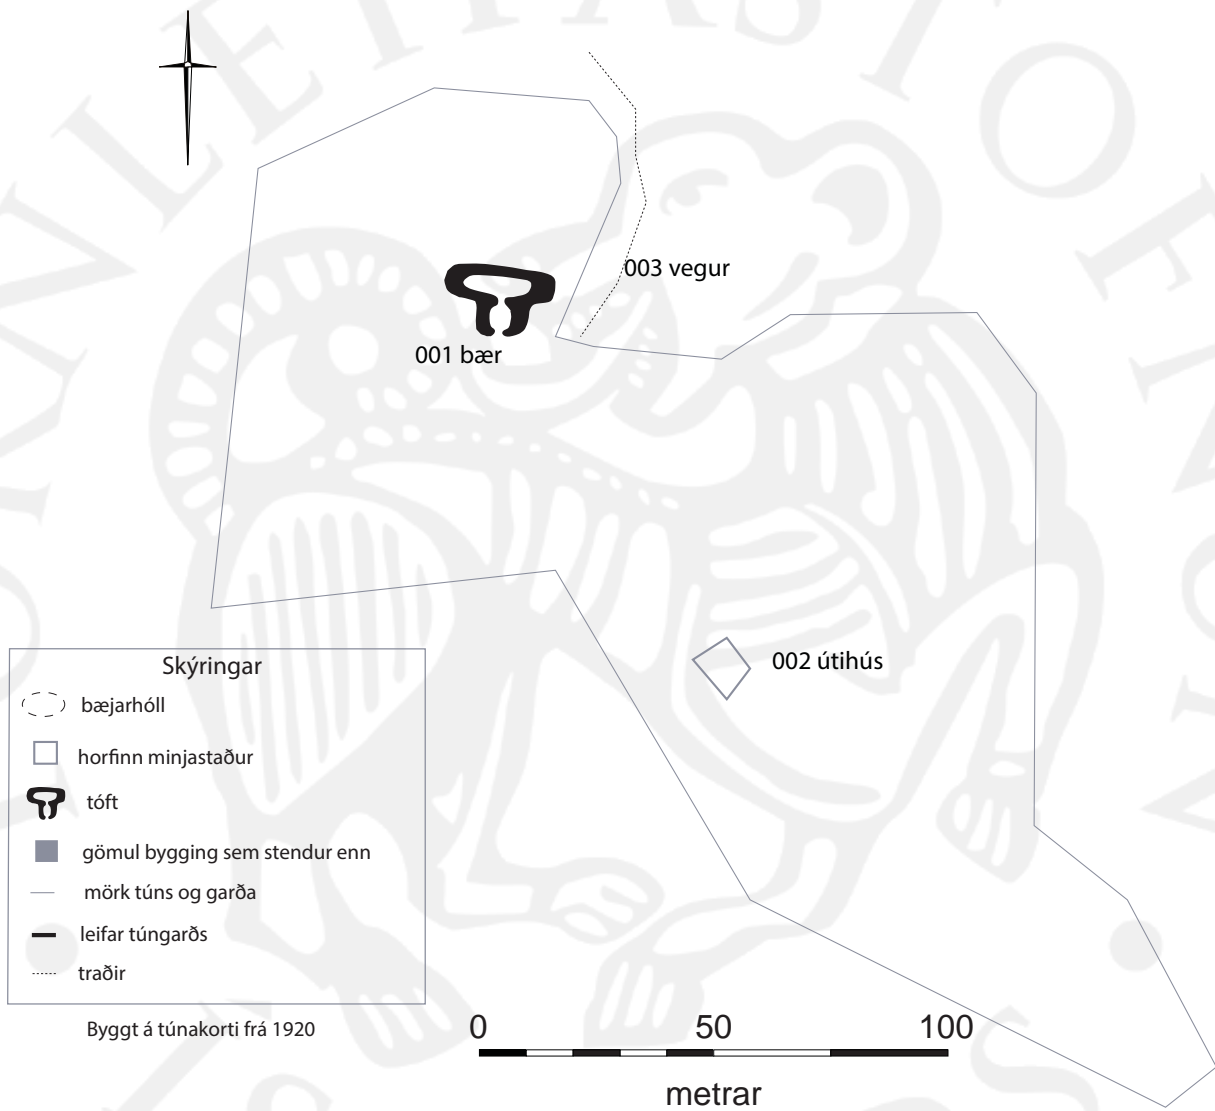 003 vegur
001 bær
002 útihús
Skýringar
bæjarhóll
horfinn minjastaður
tóft
gömul bygging sem stendur enn
mörk túns og garða
leifar túngarðs
traðir
Byggt á túnakorti frá 1920
0 50 100
metrar